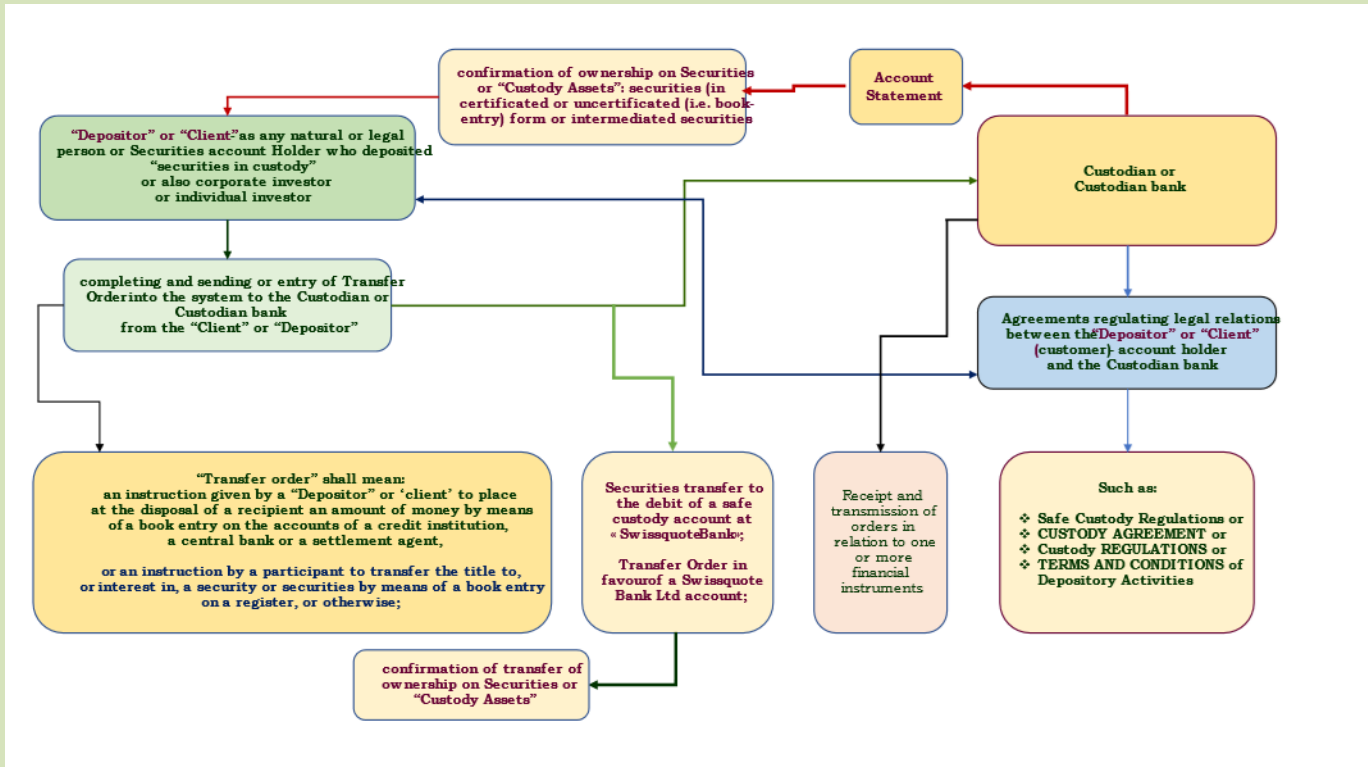 confirmation of ownership on Securities
or “Custody Assets”: securities (in
certificated or uncertificated (i.e. book-
entry) form or intermediated securities
Account
Statement
“Depositor” or “Client-”as any natural or legal
person or Securities account Holder who deposited
“securities in custody”
or also corporate investor
or individual investor
Custodian or
Custodian bank
completing and sending or entry of Transfer
Orderinto the system to the Custodian or
Custodian bank
from the “Client” or “Depositor”
Agreements regulating legal relations
between the“Depositor” or “Client”
(customer)- account holder
and the Custodian bank
“Transfer order” shall mean:
an instruction given by a “Depositor” or ‘client’ to place
at the disposal of a recipient an amount of money by means
of a book entry on the accounts of a credit institution,
a central bank or a settlement agent,
or an instruction by a participant to transfer the title to,
or interest in, a security or securities by means of a book entry
on a register, or otherwise;
Securities transfer to
the debit of a safe
custody account at
« SwissquoteBank»;
Transfer Order in
favourof a Swissquote
Bank Ltd account;
Receipt and
transmission of
orders in
relation to one
or more
financial
instruments
Such as:
❖ Safe Custody Regulations or
❖ CUSTODY AGREEMENT or
❖ Custody REGULATIONS or
❖ TERMS AND CONDITIONS of
Depository Activities
confirmation of transfer of
ownership on Securities or
“Custody Assets”